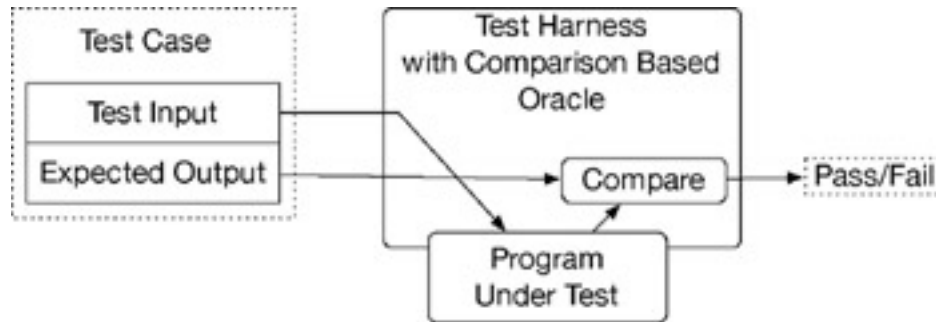 Test Case
Test Input
Expected Output
Test Harness
with Comparison Based
Oracle
Compare
Pass/Fail
Program
Under Test